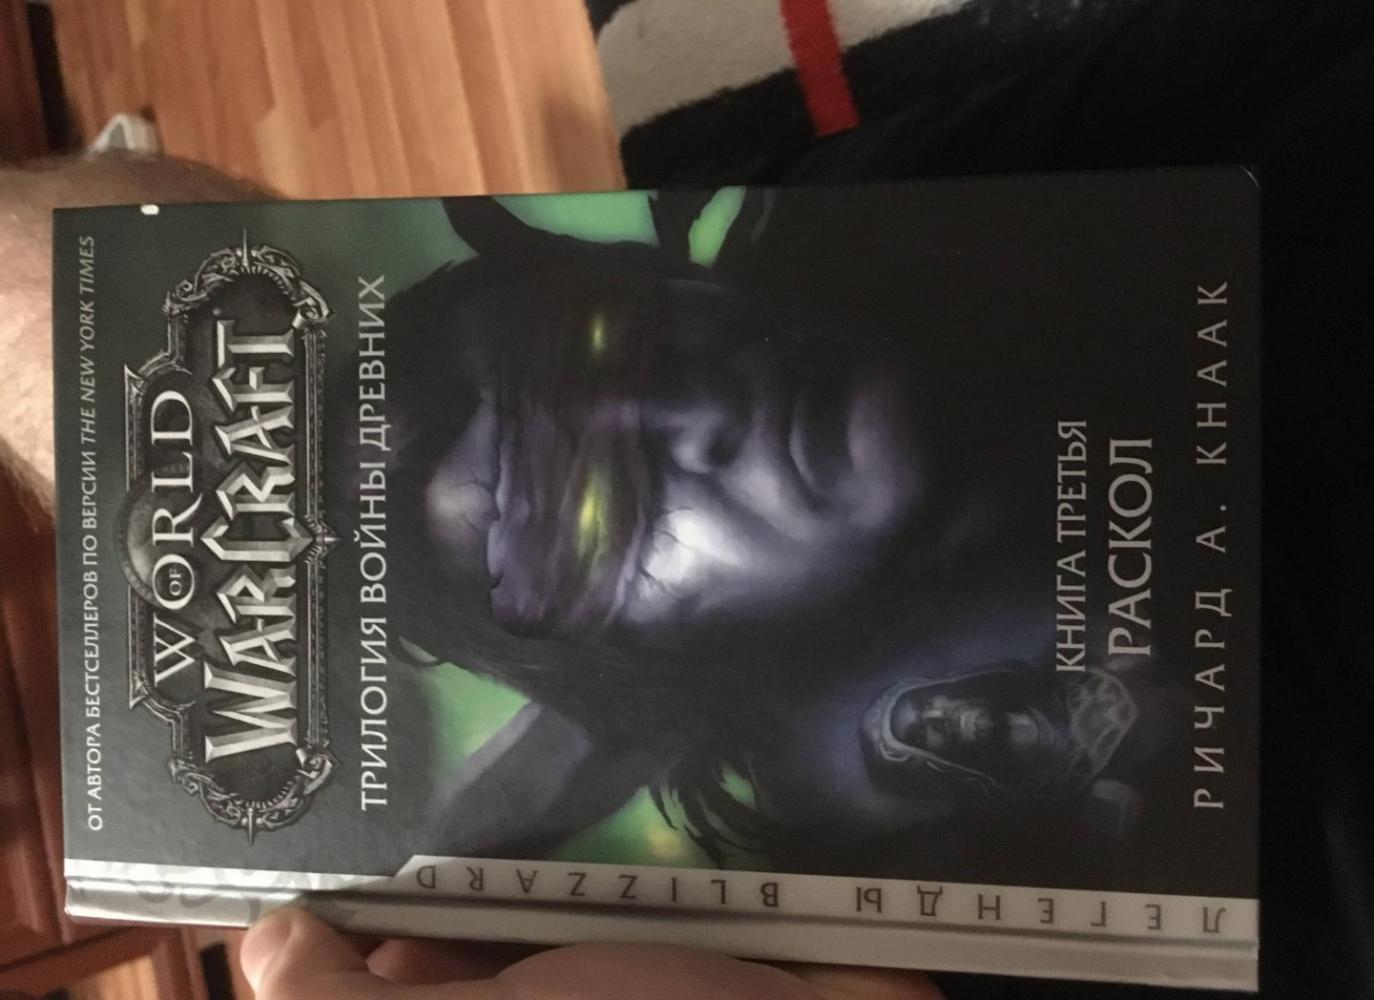 ОТ АВТОРА БЕСТСЕЛЛЕРОВ ПО ВЕРСИИ THE NEW YORK TIMES
WORLD
OF
WARCRAFT
ТРИЛОГИЯ ВОЙНЫ ДРЕВНИХ
КНИГА ТРЕТЬЯ
РАСКОЛ
РИЧАРД А. КНААК
ЛЕГЕНДЫ BLIZZARD